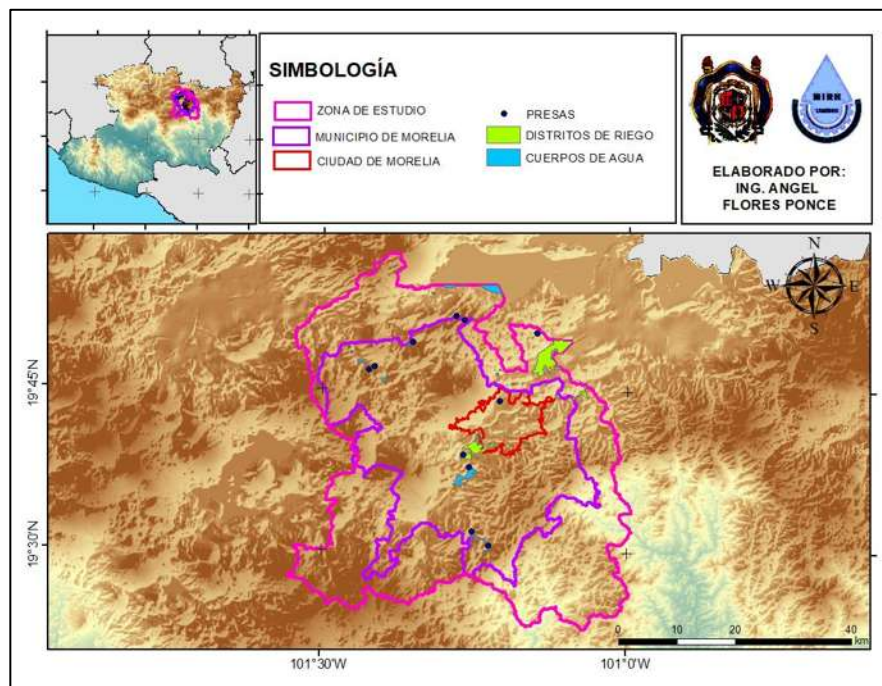 SIMBOLOGÍA
ZONA DE ESTUDIO
MUNICIPIO DE MORELIA
CIUDAD DE MORELIA
PRESAS
DISTRITOS DE RIEGO
CUERPOS DE AGUA
MIRH
ELABORADO POR:
ING. ANGEL
FLORES PONCE
N
W E
S
19°45'N
19°30'N
0 10 20 40
km
101°30'W 101°0'W